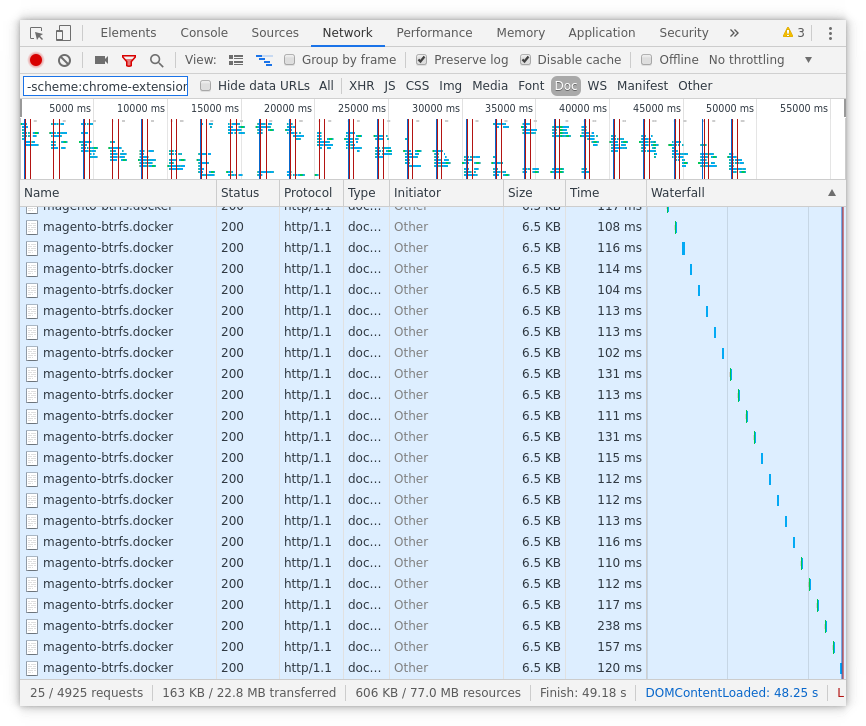 Elements Console Sources Network Performance Memory Application Security » 3
View: Group by frame Preserve log Disable cache Offline No throttling
-scheme:chrome-extension Hide data URLs All XHR JS CSS Img Media Font Doc WS Manifest Other
5000 ms 10000 ms 15000 ms 20000 ms 25000 ms 30000 ms 35000 ms 40000 ms 45000 ms 50000 ms 55000 ms
Name Status Protocol Type Initiator Size Time Waterfall
magento-btrfs.docker 200 http/1.1 doc… Other 6.5 KB 117 ms
magento-btrfs.docker 200 http/1.1 doc… Other 6.5 KB 108 ms
magento-btrfs.docker 200 http/1.1 doc… Other 6.5 KB 116 ms
magento-btrfs.docker 200 http/1.1 doc… Other 6.5 KB 114 ms
magento-btrfs.docker 200 http/1.1 doc… Other 6.5 KB 104 ms
magento-btrfs.docker 200 http/1.1 doc… Other 6.5 KB 113 ms
magento-btrfs.docker 200 http/1.1 doc… Other 6.5 KB 113 ms
magento-btrfs.docker 200 http/1.1 doc… Other 6.5 KB 102 ms
magento-btrfs.docker 200 http/1.1 doc… Other 6.5 KB 131 ms
magento-btrfs.docker 200 http/1.1 doc… Other 6.5 KB 113 ms
magento-btrfs.docker 200 http/1.1 doc… Other 6.5 KB 111 ms
magento-btrfs.docker 200 http/1.1 doc… Other 6.5 KB 131 ms
magento-btrfs.docker 200 http/1.1 doc… Other 6.5 KB 115 ms
magento-btrfs.docker 200 http/1.1 doc… Other 6.5 KB 112 ms
magento-btrfs.docker 200 http/1.1 doc… Other 6.5 KB 112 ms
magento-btrfs.docker 200 http/1.1 doc… Other 6.5 KB 113 ms
magento-btrfs.docker 200 http/1.1 doc… Other 6.5 KB 116 ms
magento-btrfs.docker 200 http/1.1 doc… Other 6.5 KB 110 ms
magento-btrfs.docker 200 http/1.1 doc… Other 6.5 KB 112 ms
magento-btrfs.docker 200 http/1.1 doc… Other 6.5 KB 117 ms
magento-btrfs.docker 200 http/1.1 doc… Other 6.5 KB 238 ms
magento-btrfs.docker 200 http/1.1 doc… Other 6.5 KB 157 ms
magento-btrfs.docker 200 http/1.1 doc… Other 6.5 KB 120 ms
25 / 4925 requests 163 KB / 22.8 MB transferred 606 KB / 77.0 MB resources Finish: 49.18 s DOMContentLoaded: 48.25 s L